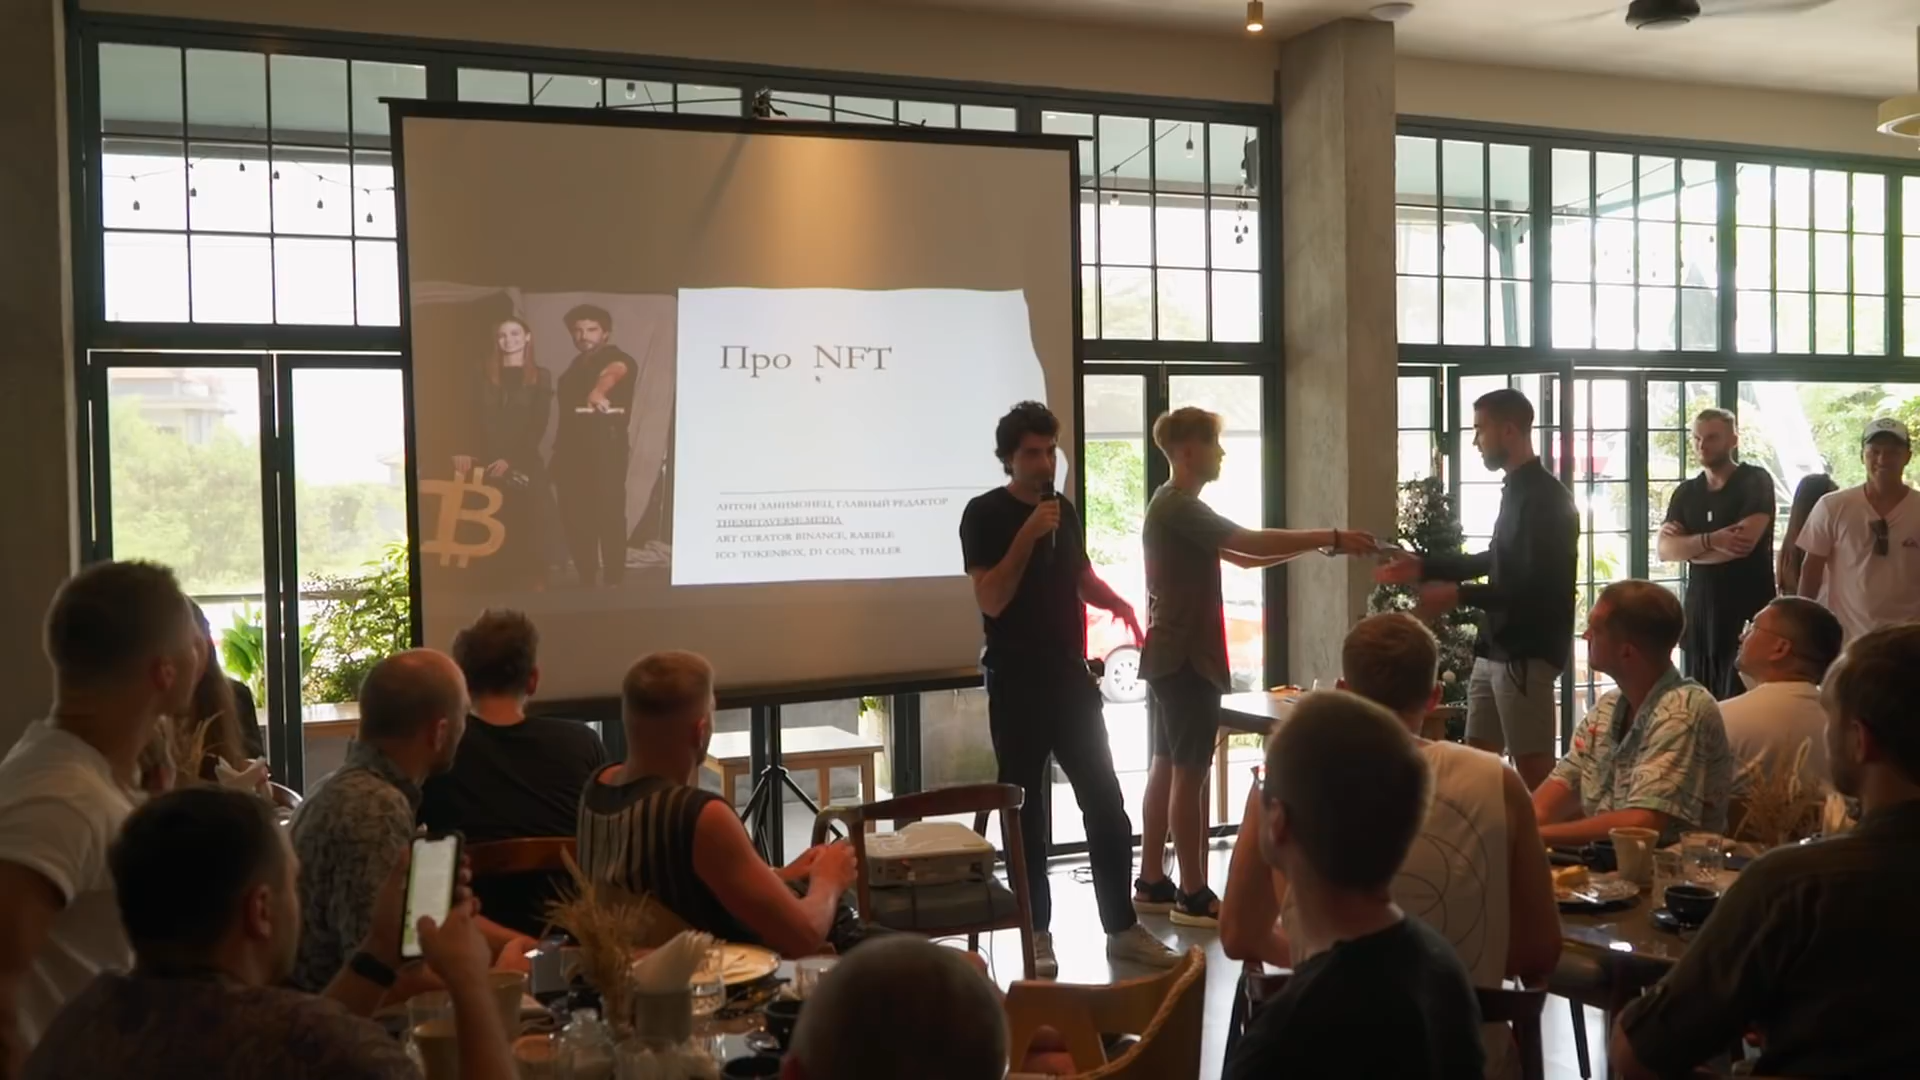 Про NFT
АНТОН ЗАНИМОНЕЦ, ГЛАВНЫЙ РЕДАКТОР
THEMETAVERSE.MEDIA
ART CURATOR BINANCE, RARIBLE
ICO: TOKENBOX, D1 COIN, THALER